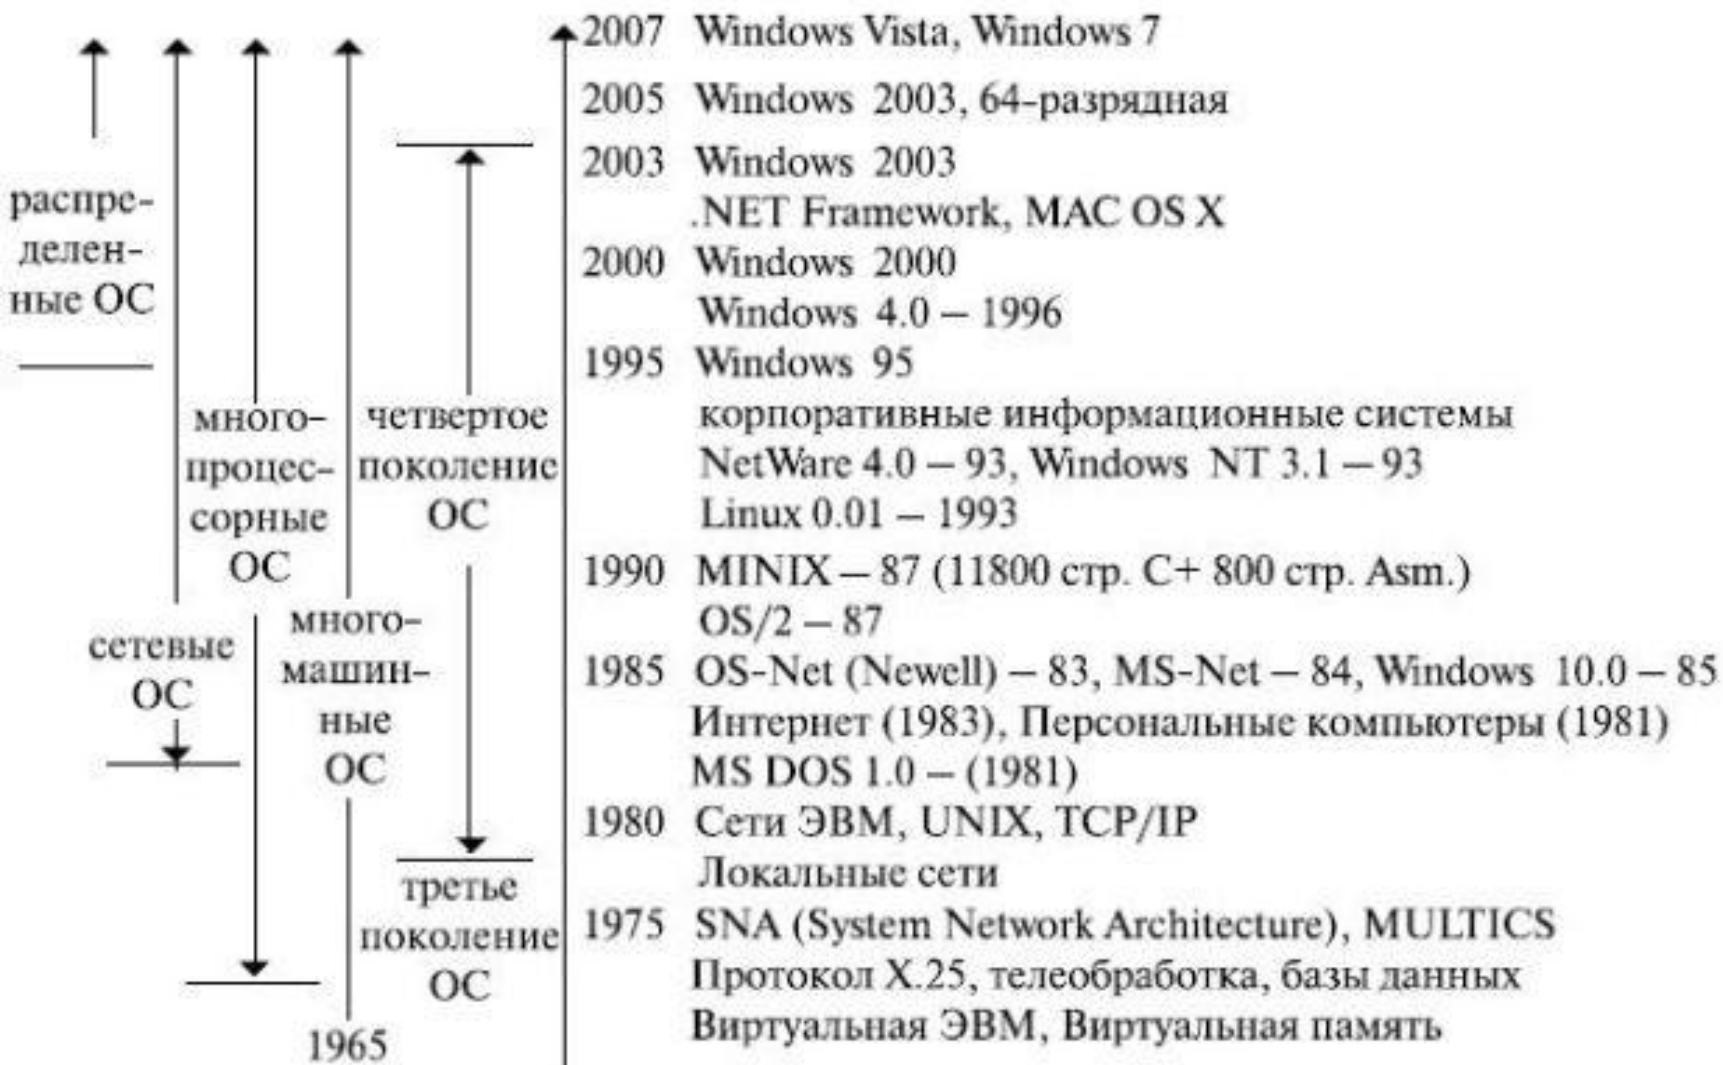 2007 Windows Vista, Windows 7
2005 Windows 2003, 64-разрядная
2003 Windows 2003
.NET Framework, MAC OS X
2000 Windows 2000
Windows 4.0 – 1996
1995 Windows 95
корпоративные информационные системы
NetWare 4.0 – 93, Windows NT 3.1 – 93
Linux 0.01 – 1993
1990 MINIX – 87 (11800 стр. С+ 800 стр. Asm.)
OS/2 – 87
1985 OS-Net (Newell) – 83, MS-Net – 84, Windows 10.0 – 85
Интернет (1983), Персональные компьютеры (1981)
MS DOS 1.0 – (1981)
1980 Сети ЭВМ, UNIX, TCP/IP
Локальные сети
1975 SNA (System Network Architecture), MULTICS
Протокол X.25, телеобработка, базы данных
Виртуальная ЭВМ, Виртуальная память
распре-
делен-
ные ОС
сетевые
ОС
много-
процес-
сорные
ОС
много-
машин-
ные
ОС
1965
четвертое
поколение
ОС
третье
поколение
ОС